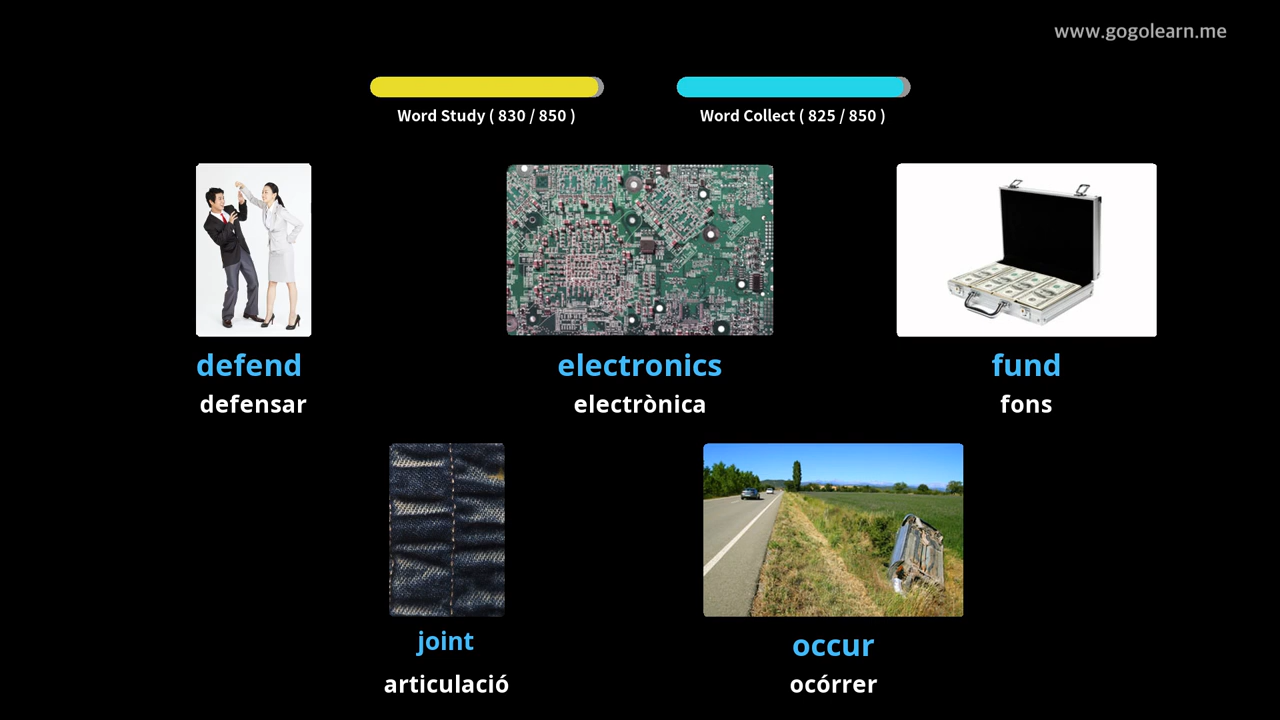 www.gogolearn.me
Word Study ( 830 / 850 )
Word Collect ( 825 / 850 )
defend
defensar
electronics
electrònica
fund
fons
joint
articulació
occur
ocórrer